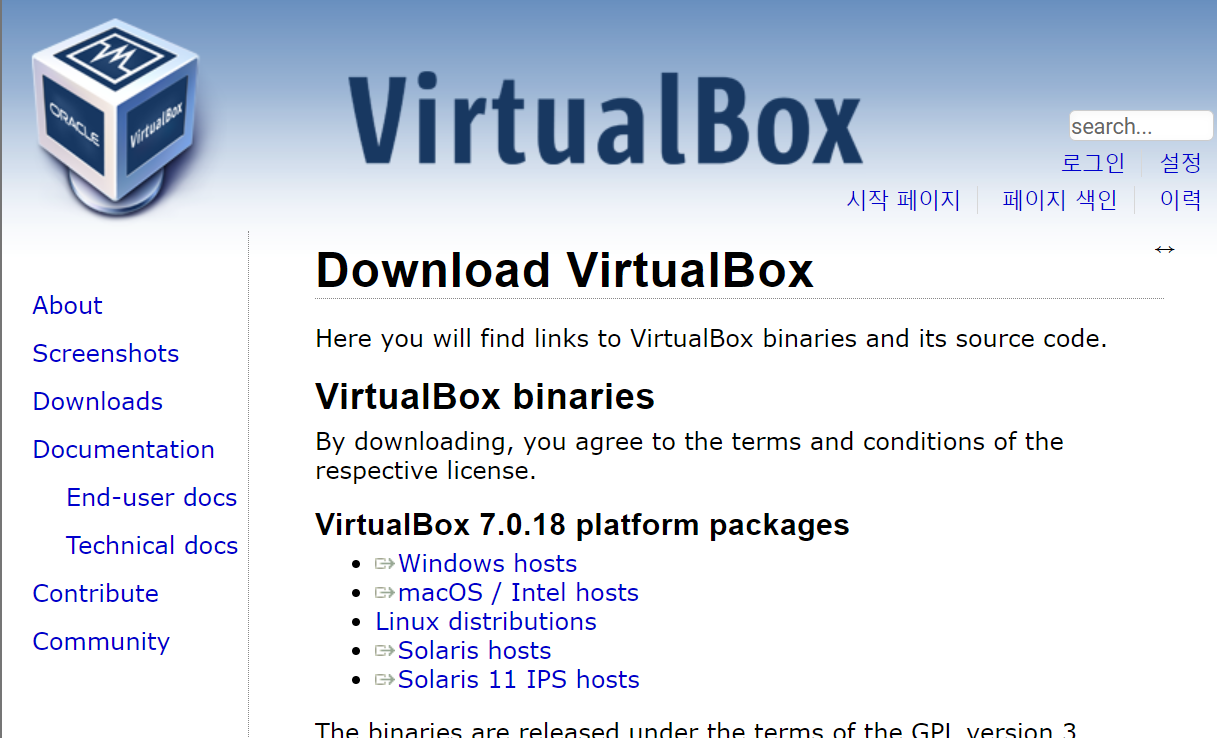 ORACLE
VirtualBox
VirtualBox
search...
로그인 설정
시작 페이지 페이지 색인 이력
↔
About
Screenshots
Downloads
Documentation
End-user docs
Technical docs
Contribute
Community
Download VirtualBox
Here you will find links to VirtualBox binaries and its source code.
VirtualBox binaries
By downloading, you agree to the terms and conditions of the
respective license.
VirtualBox 7.0.18 platform packages
Windows hosts
macOS / Intel hosts
Linux distributions
Solaris hosts
Solaris 11 IPS hosts
The binaries are released under the terms of the GPL version 3